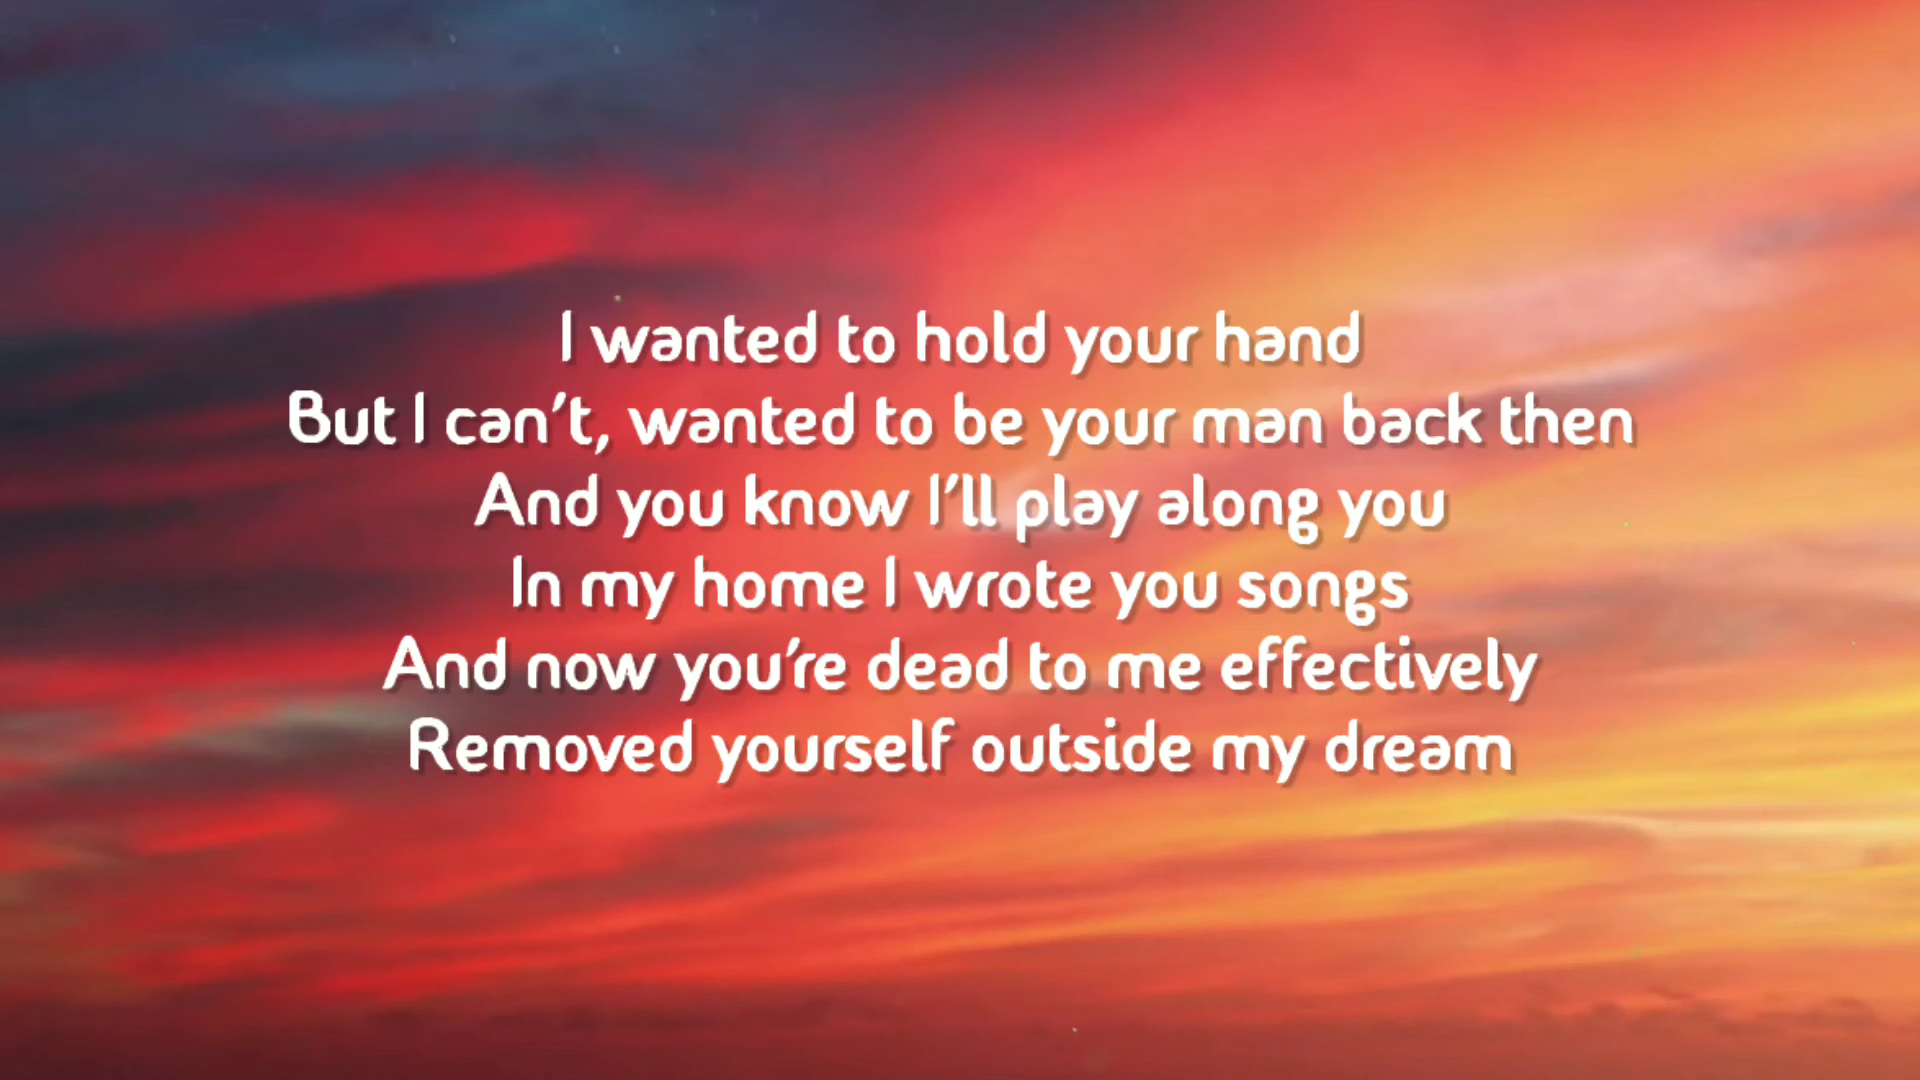 I wanted to hold your hand
But I can't, wanted to be your man back then
And you know I'll play along you
In my home I wrote you songs
And now you're dead to me effectively
Removed yourself outside my dream